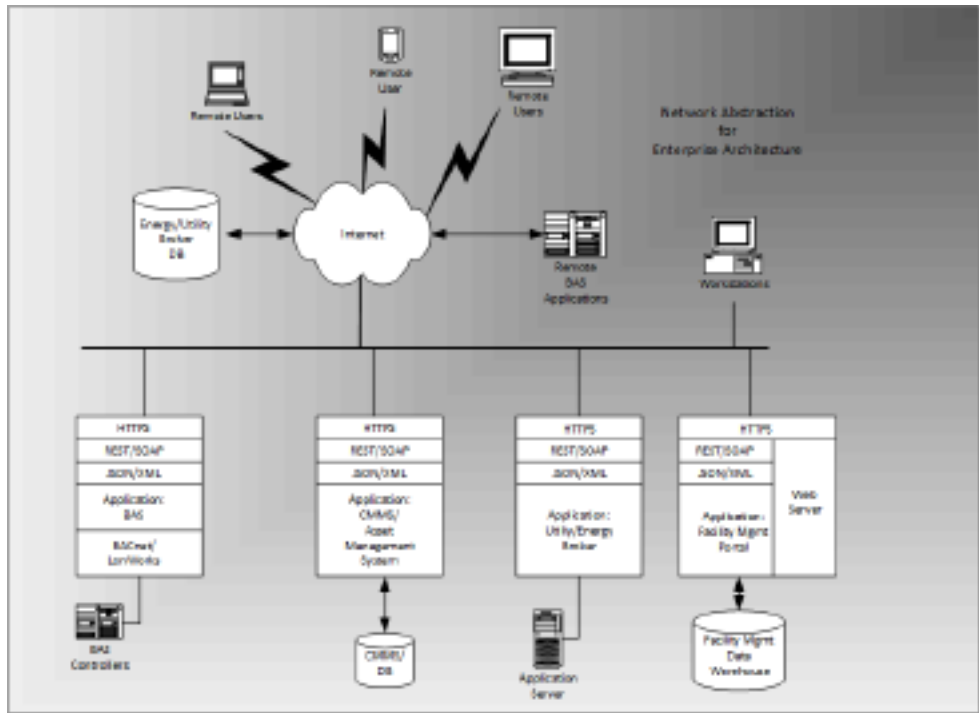 Remote
User
Remote Users
Remote
Users
Network Abstraction
for
Enterprise Architecture
Energy/Utility
Broker
DB
Internet
Remote
BAS
Applications
Workstations
HTTPS
REST/SOAP
JSON/XML
Application:
BAS
BACnet/
LonWorks
HTTPS
REST/SOAP
JSON/XML
Application:
CMMS/
Asset
Management
System
HTTPS
REST/SOAP
JSON/XML
Application:
Utility/Energy
Broker
HTTPS
REST/SOAP
JSON/XML
Application:
Facility Mgmt
Portal
Web
Server
BAS
Controllers
CMMS/
DB
Application
Server
Facility Mgmt
Data
Warehouse